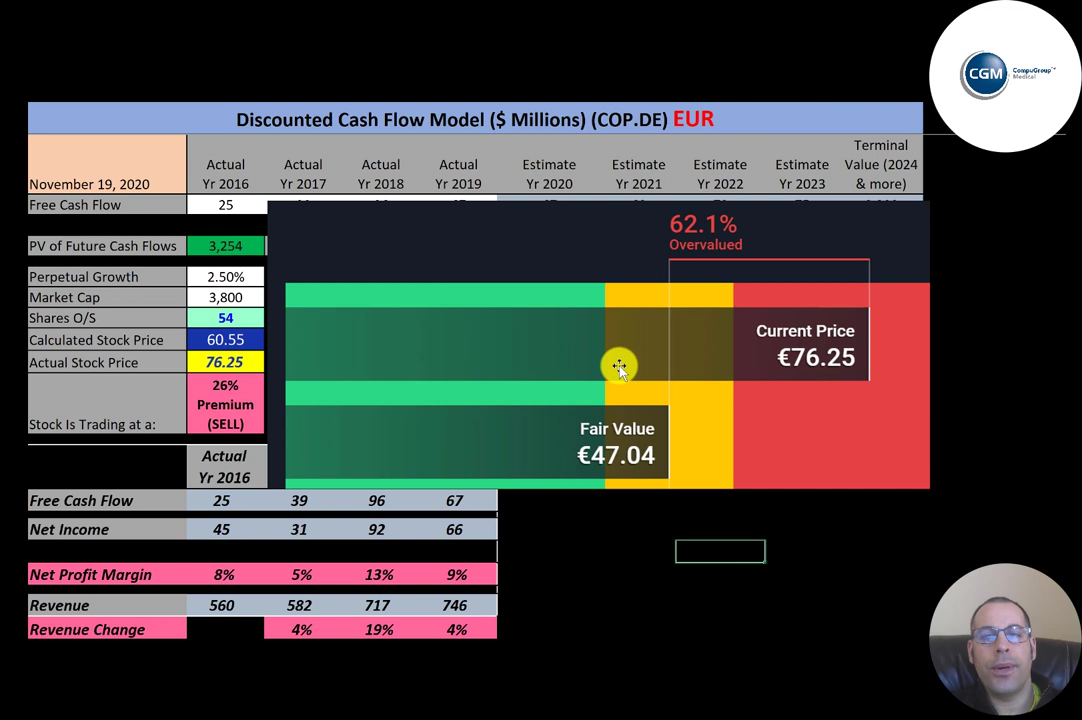 CGM CompuGroup
Medical
Discounted Cash Flow Model ($ Millions) (COP.DE) EUR
November 19, 2020 Actual Yr 2016 Actual Yr 2017 Actual Yr 2018 Actual Yr 2019 Estimate Yr 2020 Estimate Yr 2021 Estimate Yr 2022 Estimate Yr 2023 Terminal Value (2024 & more)
Free Cash Flow 25
PV of Future Cash Flows 3,254
Perpetual Growth 2.50%
Market Cap 3,800
Shares O/S 54
Calculated Stock Price 60.55
Actual Stock Price 76.25
Stock Is Trading at a: 26% Premium (SELL)
62.1%
Overvalued
Current Price
€76.25
Fair Value
€47.04
Actual
Yr 2016
Free Cash Flow 25 39 96 67
Net Income 45 31 92 66
Net Profit Margin 8% 5% 13% 9%
Revenue 560 582 717 746
Revenue Change 4% 19% 4%